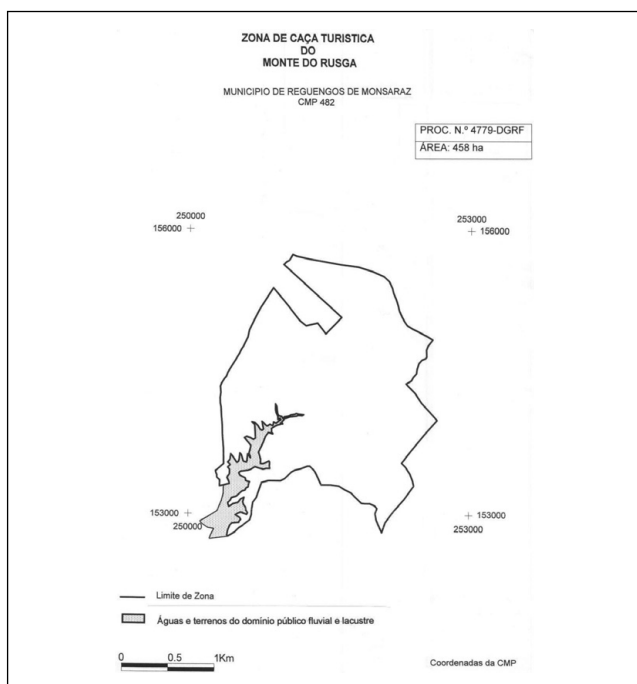 ZONA DE CAÇA TURISTICA
DO
MONTE DO RUSGA
MUNICIPIO DE REGUENGOS DE MONSARAZ
CMP 482
PROC. N.º 4779-DGRF
ÁREA: 458 ha
250000
156000
253000
156000
153000
250000
153000
253000
Limite de Zona
Águas e terrenos do domínio público fluvial e lacustre
0 0.5 1Km
Coordenadas da CMP